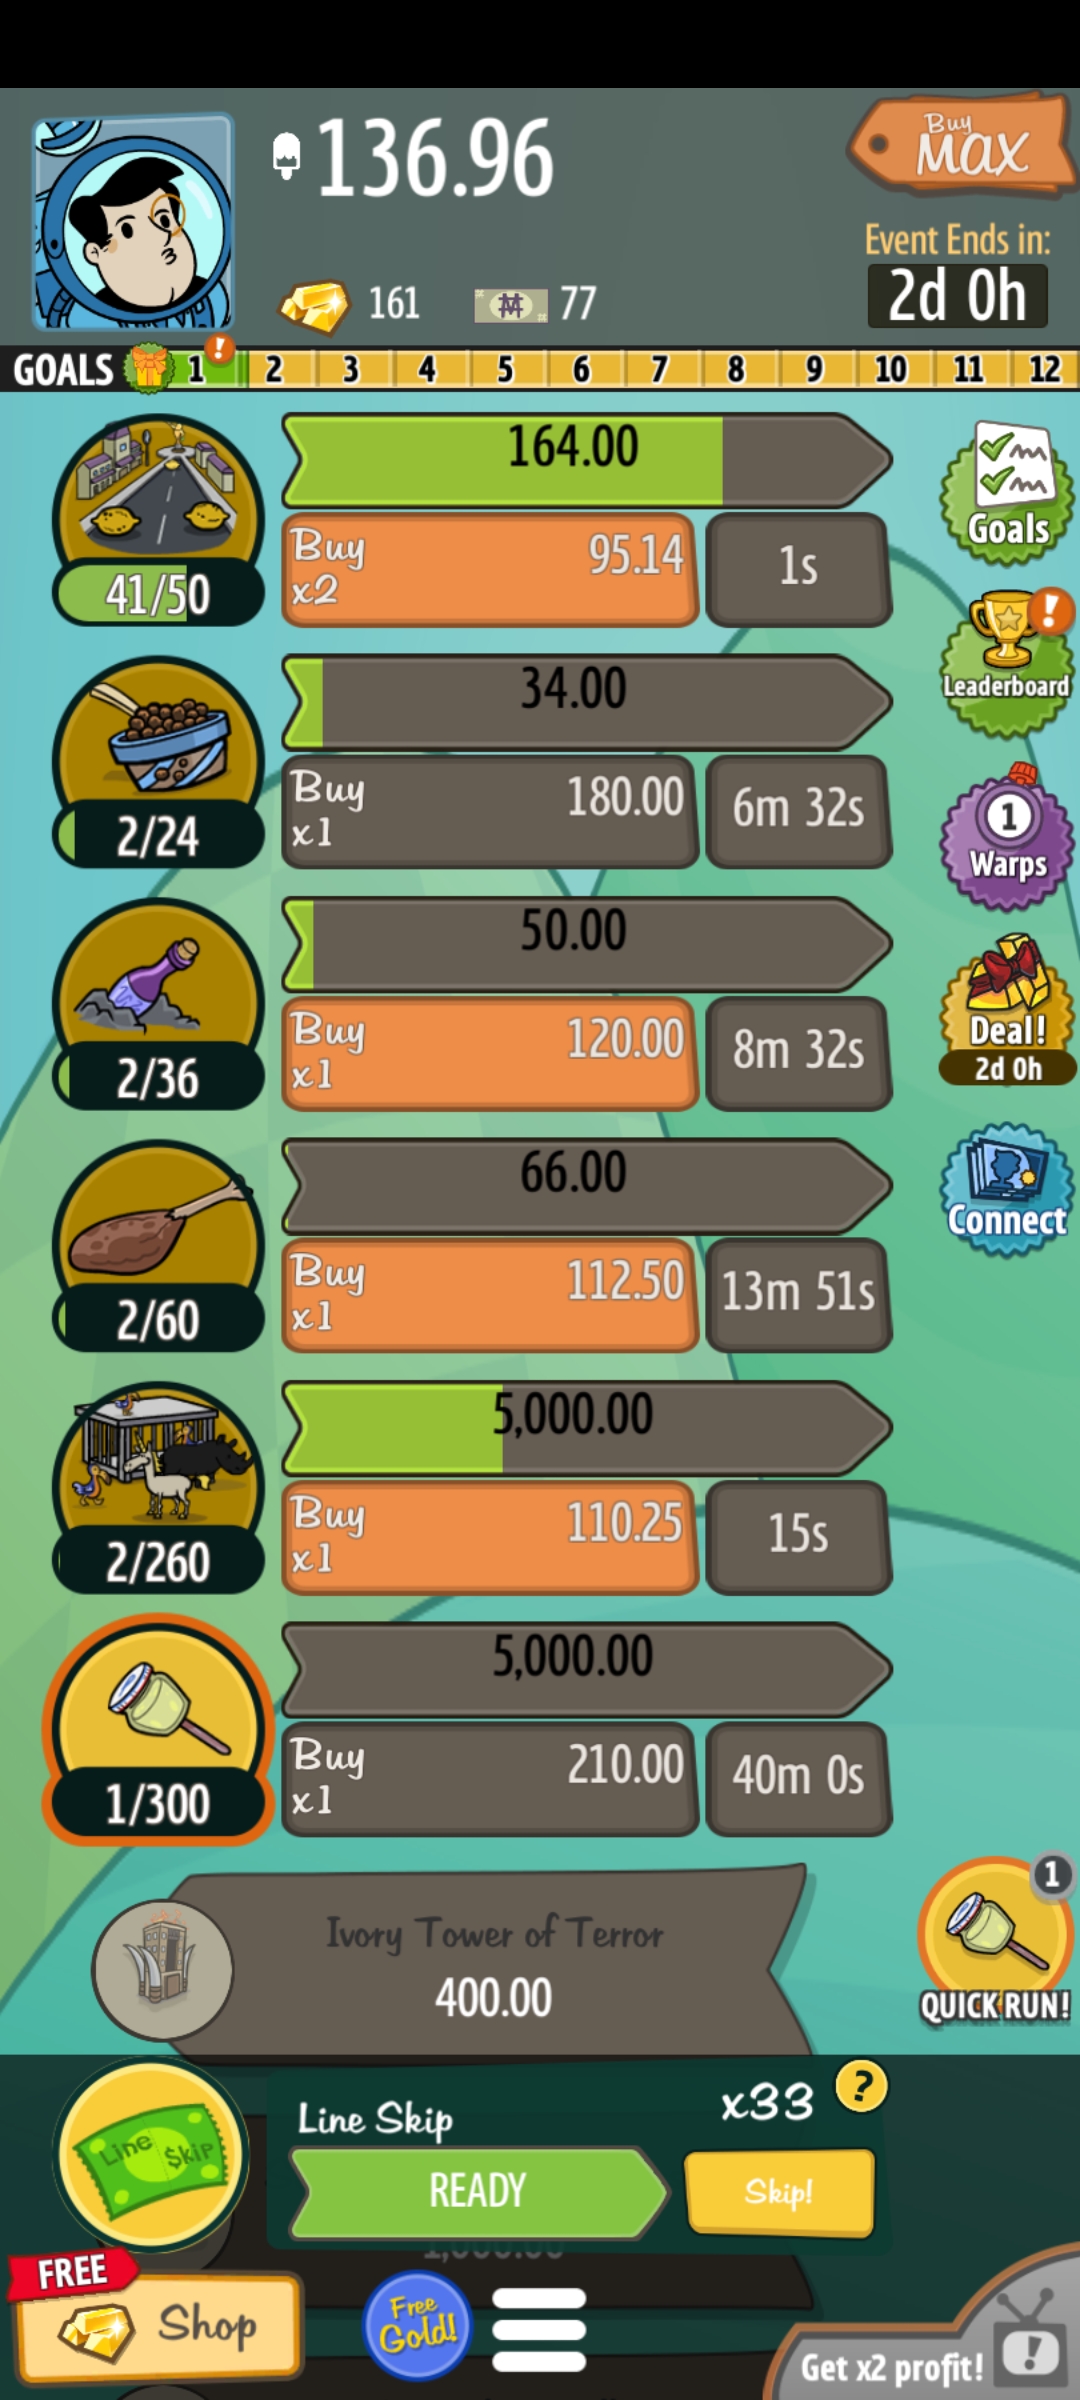 136.96
Buy
MAX
Event Ends in:
2d 0h
161
77
GOALS 1 ! 2 3 4 5 6 7 8 9 10 11 12
164.00
41/50
Buy
x2
95.14
1s
Goals
34.00
2/24
Buy
x1
180.00
6m 32s
!
Leaderboard
50.00
2/36
Buy
x1
120.00
8m 32s
1
Warps
66.00
2/60
Buy
x1
112.50
13m 51s
Deal!
2d 0h
5,000.00
2/260
Buy
x1
110.25
15s
Connect
5,000.00
1/300
Buy
x1
210.00
40m 0s
Ivory Tower of Terror
400.00
1
QUICK RUN!
Line $kip
Line Skip
x33
?
READY
Skip!
FREE
Shop
Free
Gold!
Get x2 profit!
!